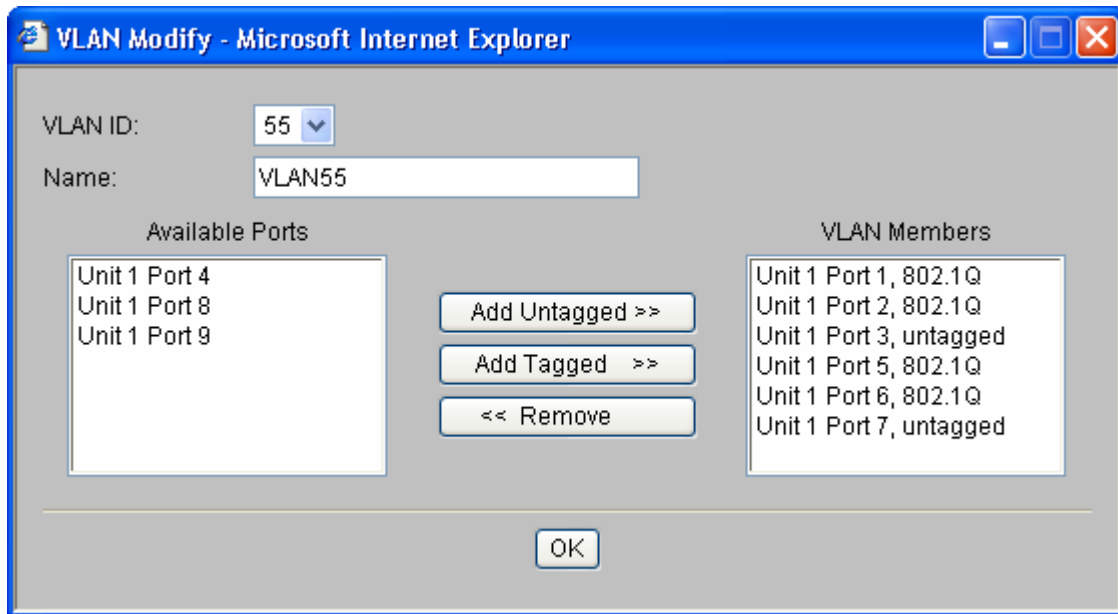 VLAN Modify - Microsoft Internet Explorer
VLAN ID: 55
Name: VLAN55
Available Ports
Unit 1 Port 4
Unit 1 Port 8
Unit 1 Port 9
Add Untagged >>
Add Tagged >>
<< Remove
VLAN Members
Unit 1 Port 1, 802.1Q
Unit 1 Port 2, 802.1Q
Unit 1 Port 3, untagged
Unit 1 Port 5, 802.1Q
Unit 1 Port 6, 802.1Q
Unit 1 Port 7, untagged
OK